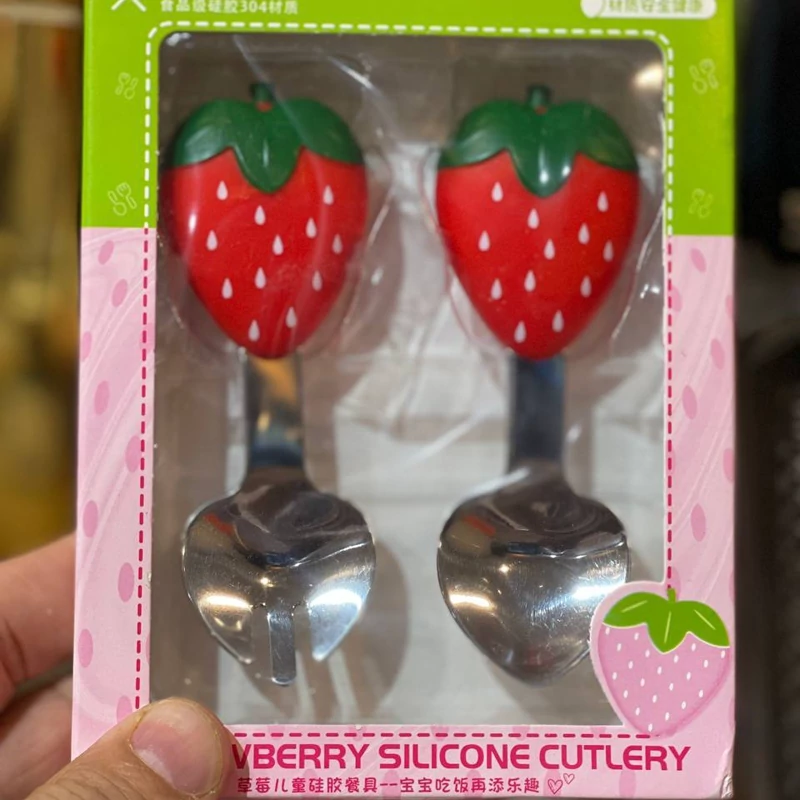 食品级硅胶304材质
材质安全健康
WBERRY SILICONE CUTLERY
草莓儿童硅胶餐具--宝宝吃饭再添乐趣